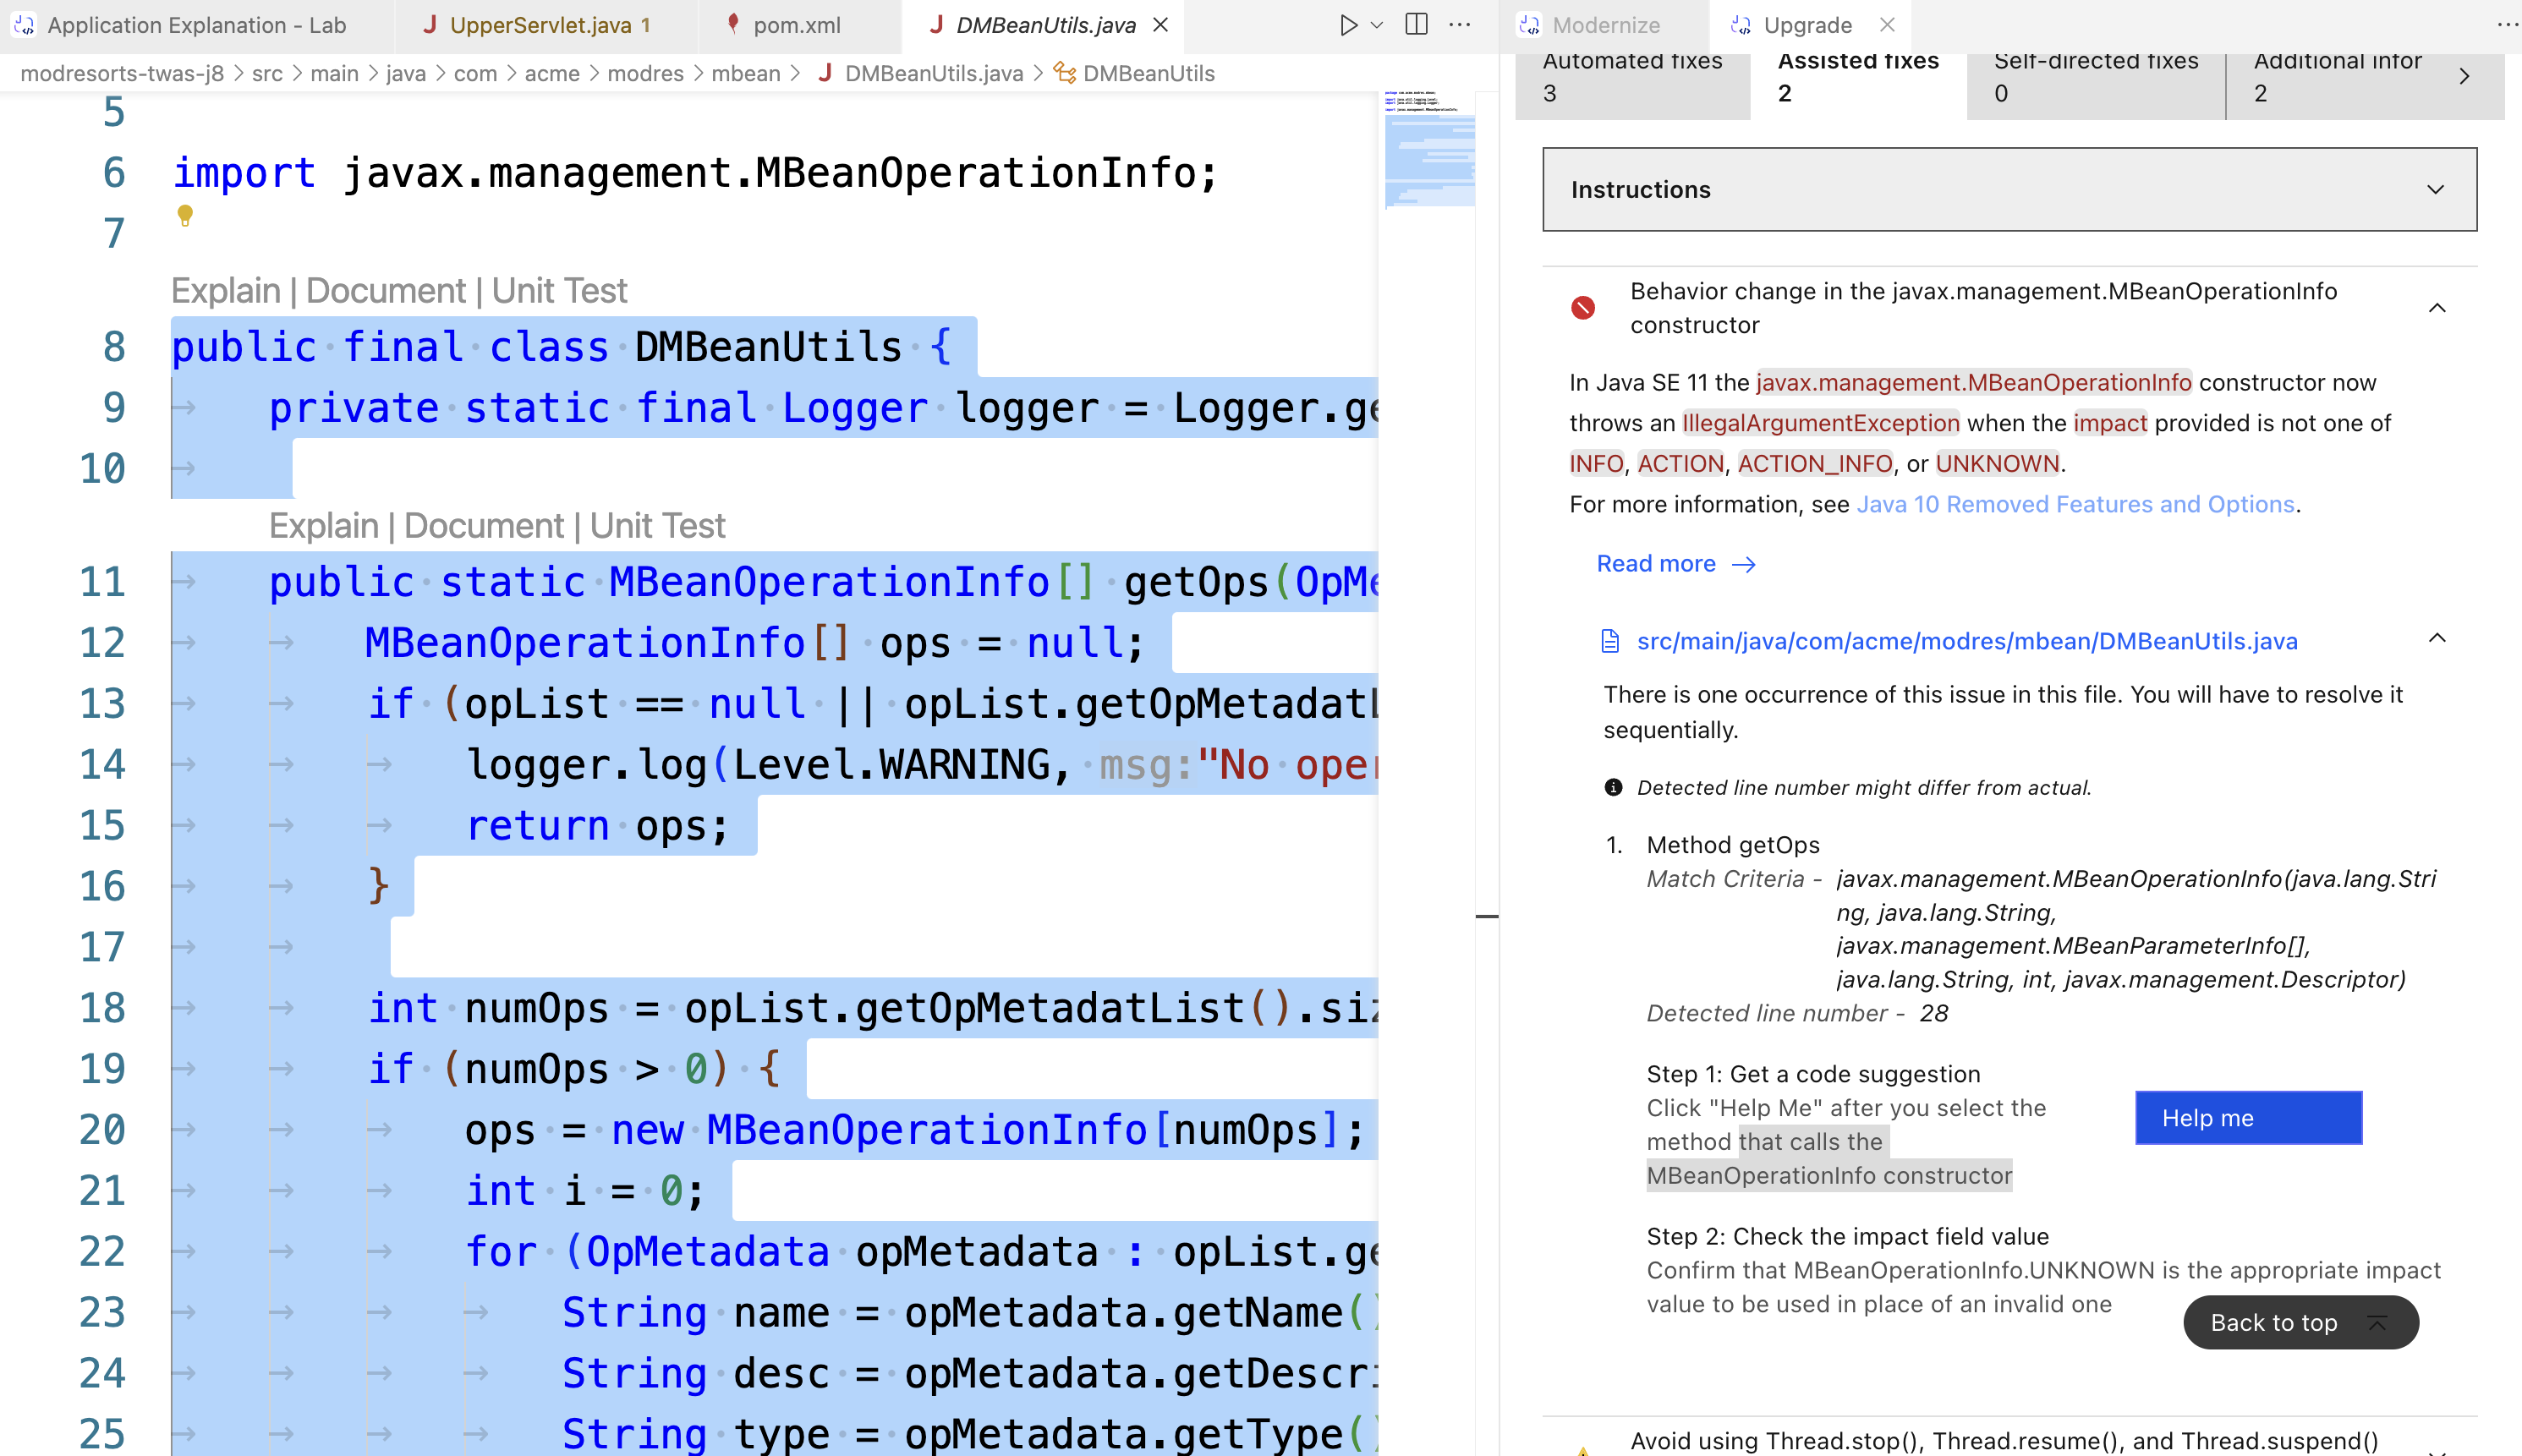 Application Explanation - Lab
UpperServlet.java 1
pom.xml
DMBeanUtils.java
modresorts-twas-j8 > src > main > java > com > acme > modres > mbean > DMBeanUtils.java > DMBeanUtils
5
6 import javax.management.MBeanOperationInfo;
7
Explain | Document | Unit Test
8 public final class DMBeanUtils {
9 private static final Logger logger = Logger.ge
10
Explain | Document | Unit Test
11 public static MBeanOperationInfo[] getOps(OpMe
12 MBeanOperationInfo[] ops = null;
13 if (opList == null || opList.getOpMetadatL
14 logger.log(Level.WARNING, msg:"No oper
15 return ops;
16 }
17
18 int numOps = opList.getOpMetadatList().siz
19 if (numOps > 0) {
20 ops = new MBeanOperationInfo[numOps];
21 int i = 0;
22 for (OpMetadata opMetadata : opList.ge
23 String name = opMetadata.getName()
24 String desc = opMetadata.getDescri
25 String type = opMetadata.getType()
Modernize
Upgrade
Automated fixes
3
Assisted fixes
2
Self-directed fixes
0
Additional infor
2
Instructions
Behavior change in the javax.management.MBeanOperationInfo
constructor
In Java SE 11 the javax.management.MBeanOperationInfo constructor now
throws an IllegalArgumentException when the impact provided is not one of
INFO, ACTION, ACTION_INFO, or UNKNOWN.
For more information, see Java 10 Removed Features and Options.
Read more
src/main/java/com/acme/modres/mbean/DMBeanUtils.java
There is one occurrence of this issue in this file. You will have to resolve it
sequentially.
Detected line number might differ from actual.
1. Method getOps
Match Criteria - javax.management.MBeanOperationInfo(java.lang.Stri
ng, java.lang.String,
javax.management.MBeanParameterInfo[],
java.lang.String, int, javax.management.Descriptor)
Detected line number - 28
Step 1: Get a code suggestion
Click "Help Me" after you select the
method that calls the
MBeanOperationInfo constructor
Help me
Step 2: Check the impact field value
Confirm that MBeanOperationInfo.UNKNOWN is the appropriate impact
value to be used in place of an invalid one
Back to top
Avoid using Thread.stop(), Thread.resume(), and Thread.suspend()